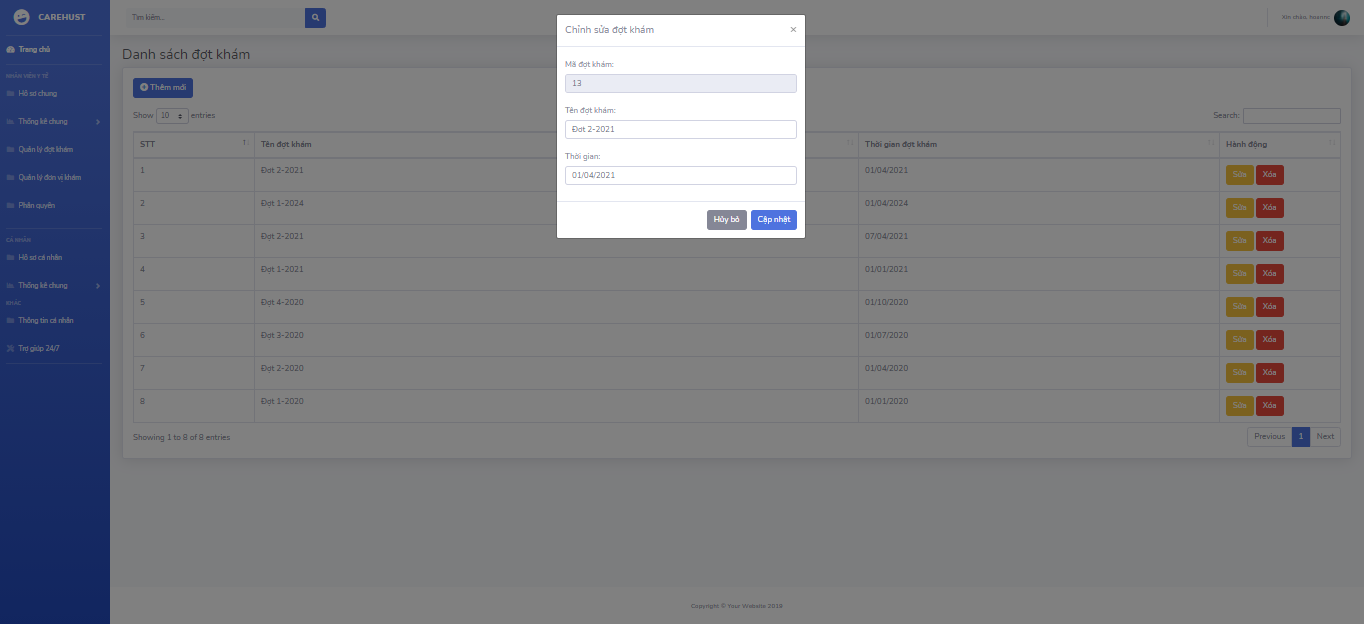 CAREHUST
Tìm kiếm...
Xin chào, hoannn
Trang chủ
NHÂN VIÊN Y TẾ
Hồ sơ chung
Thống kê chung
Quản lý đợt khám
Quản lý đơn vị khám
Phân quyền
CÁ NHÂN
Hồ sơ cá nhân
Thống kê chung
KHÁC
Thông tin cá nhân
Trợ giúp 24/7
Danh sách đợt khám
Thêm mới
Show 10 entries
Search:
STT Tên đợt khám Thời gian đợt khám Hành động
1 Đợt 2-2021 01/04/2021 Sửa Xóa
2 Đợt 1-2024 01/04/2024 Sửa Xóa
3 Đợt 2-2021 07/04/2021 Sửa Xóa
4 Đợt 1-2021 01/01/2021 Sửa Xóa
5 Đợt 4-2020 01/10/2020 Sửa Xóa
6 Đợt 3-2020 01/07/2020 Sửa Xóa
7 Đợt 2-2020 01/04/2020 Sửa Xóa
8 Đợt 1-2020 01/01/2020 Sửa Xóa
Showing 1 to 8 of 8 entries
Previous 1 Next
Chỉnh sửa đợt khám ×
Mã đợt khám:
13
Tên đợt khám:
Đợt 2-2021
Thời gian:
01/04/2021
Hủy bỏ Cập nhật
Copyright © Your Website 2019